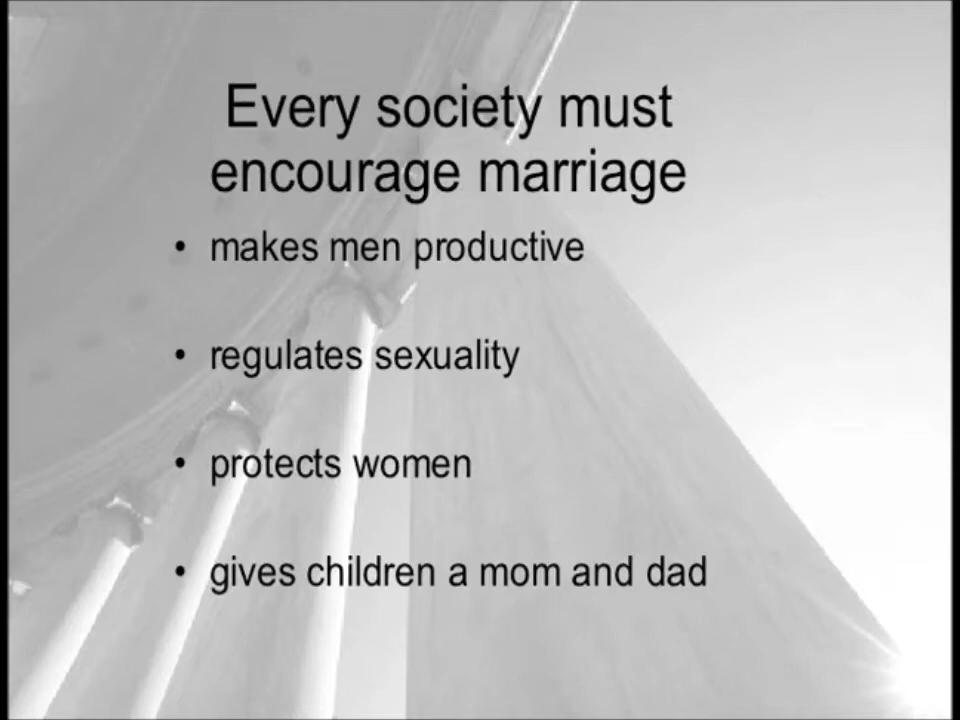 Every society must
encourage marriage
• makes men productive
• regulates sexuality
• protects women
• gives children a mom and dad